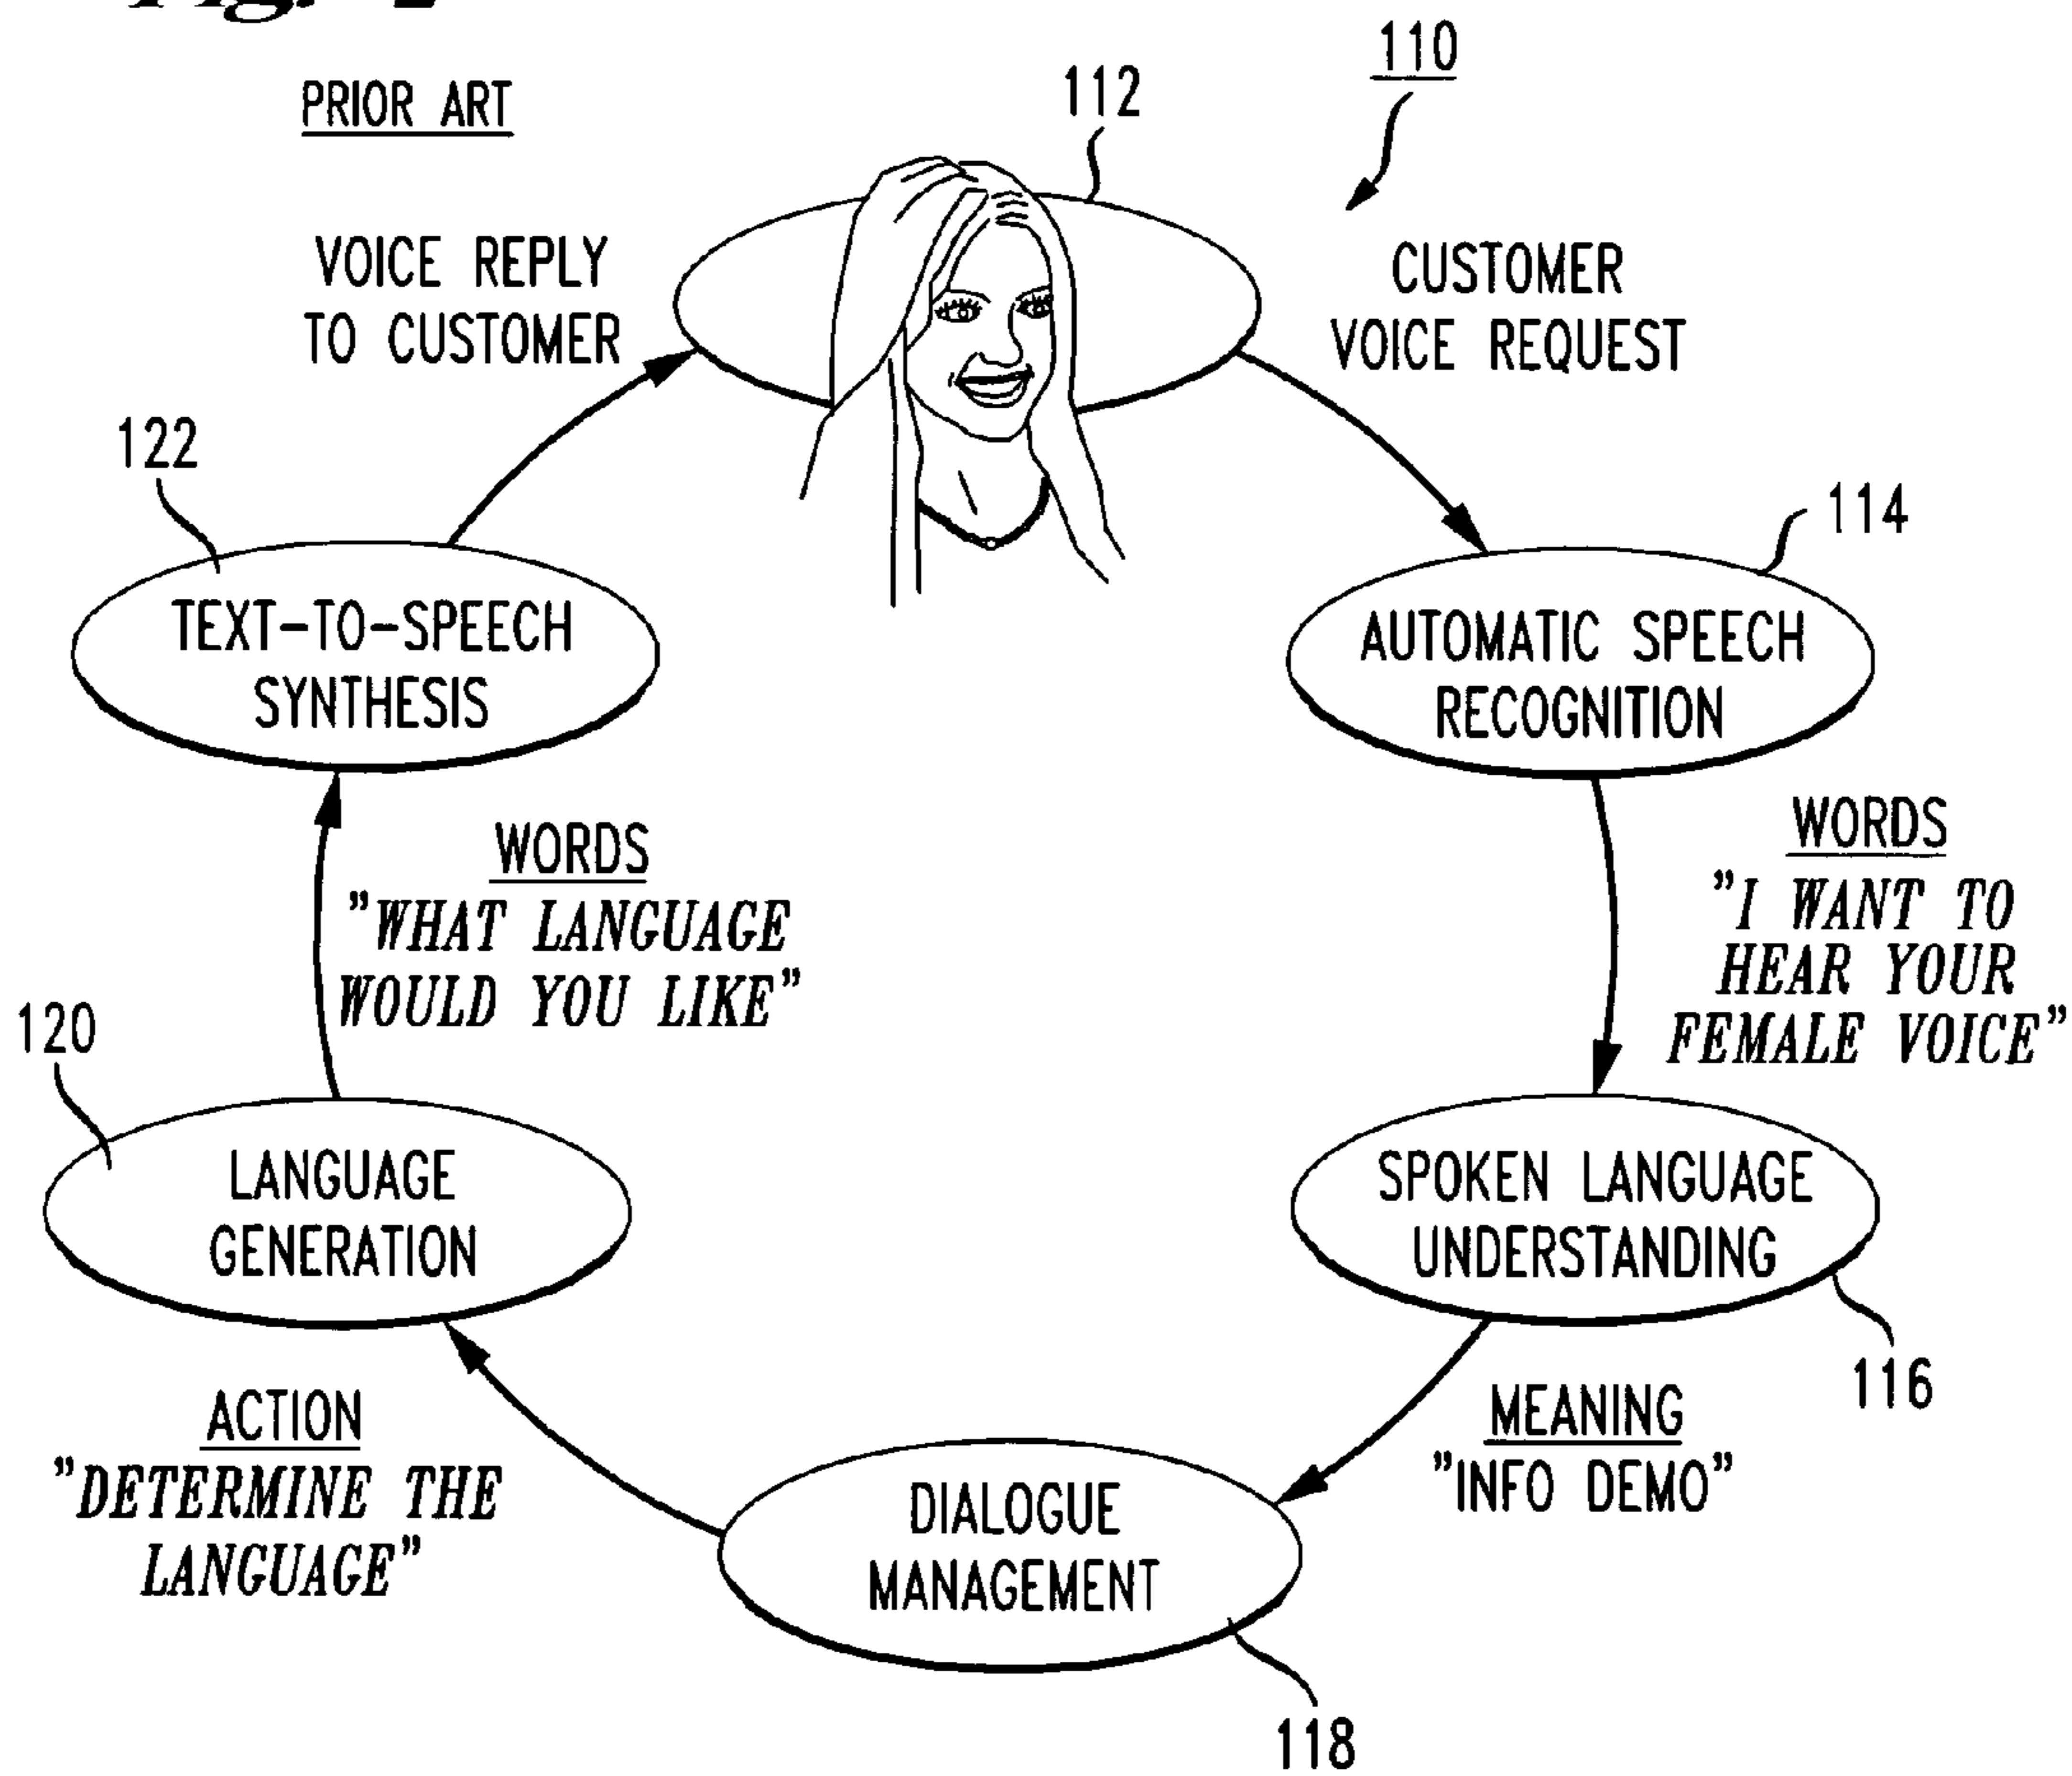 PRIOR ART
110
112
VOICE REPLY
TO CUSTOMER
CUSTOMER
VOICE REQUEST
122
114
TEXT-TO-SPEECH
SYNTHESIS
AUTOMATIC SPEECH
RECOGNITION
WORDS
"WHAT LANGUAGE
WOULD YOU LIKE"
WORDS
"I WANT TO
HEAR YOUR
FEMALE VOICE"
120
LANGUAGE
GENERATION
SPOKEN LANGUAGE
UNDERSTANDING
116
ACTION
"DETERMINE THE
LANGUAGE"
MEANING
"INFO DEMO"
DIALOGUE
MANAGEMENT
118